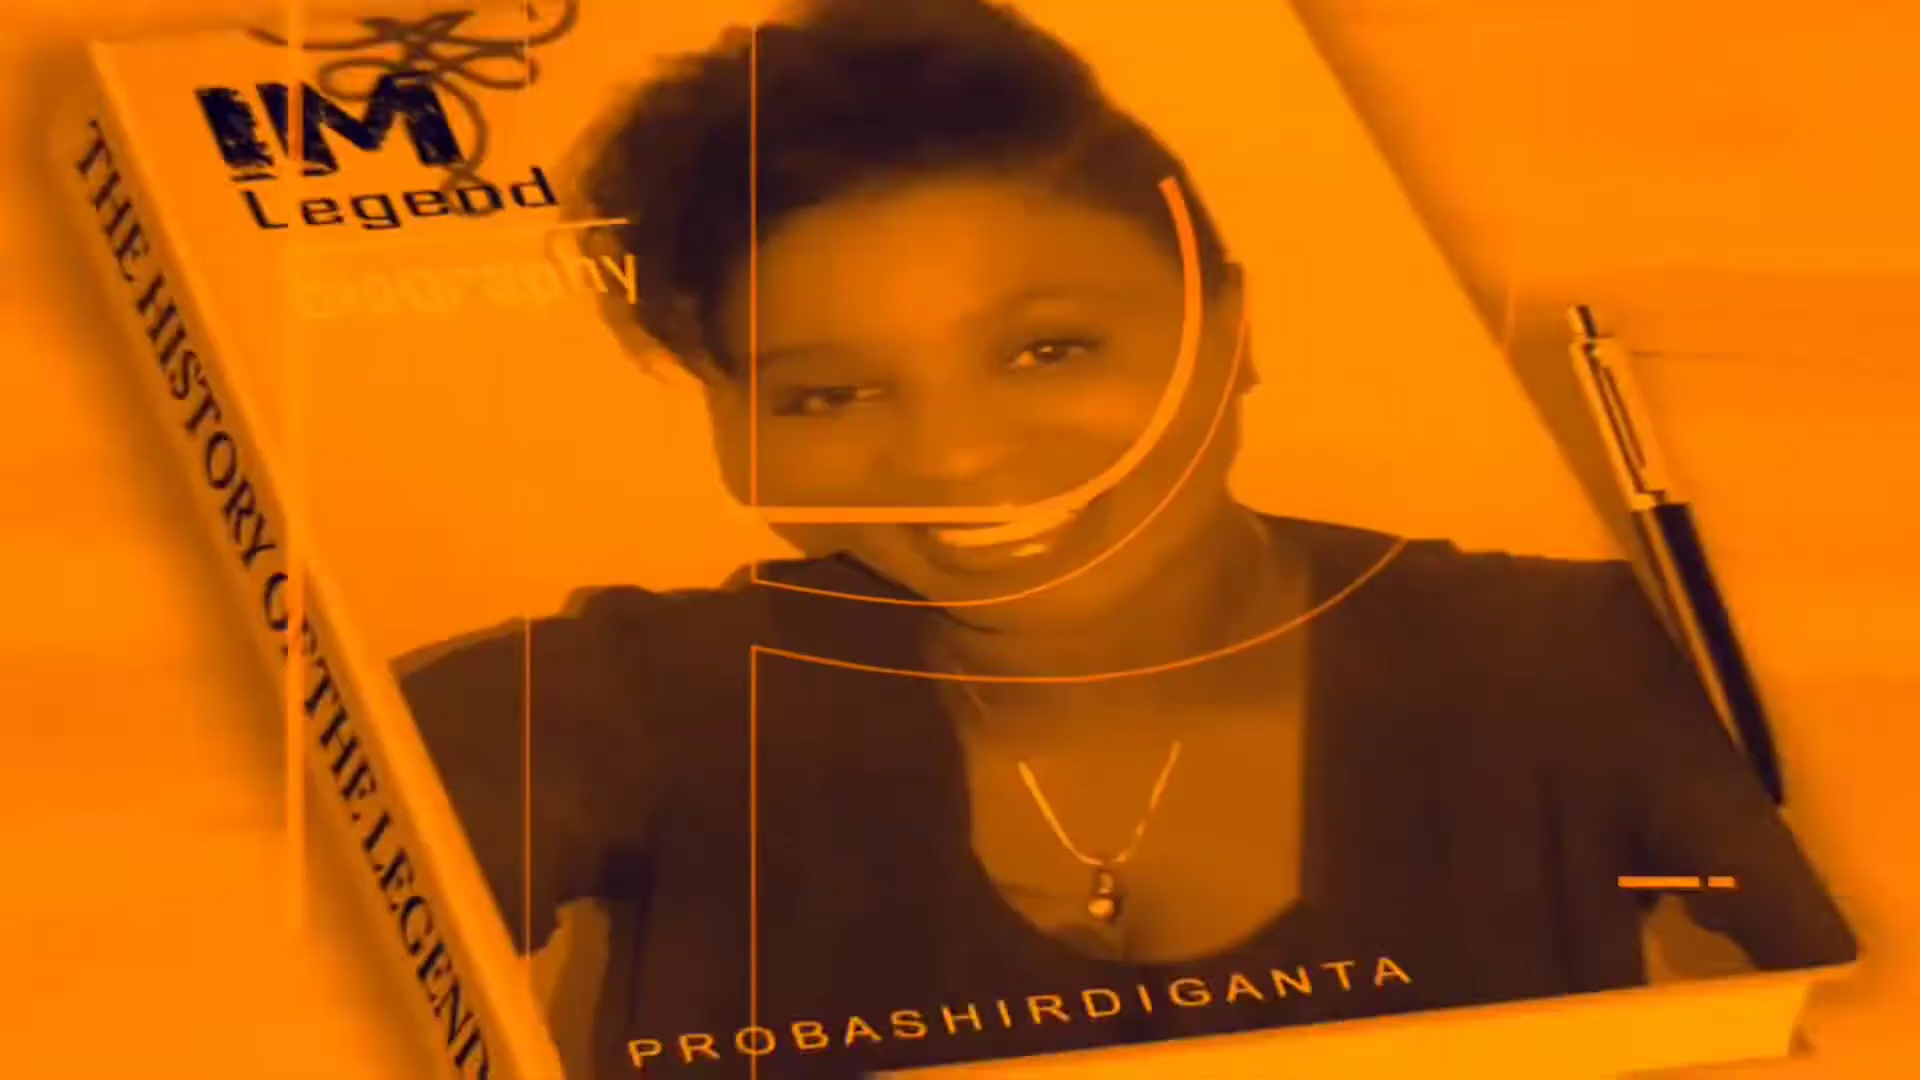 IM
Legend
Biography
THE HISTORY OF THE LEGEND
PROBASHIRDIGANTA